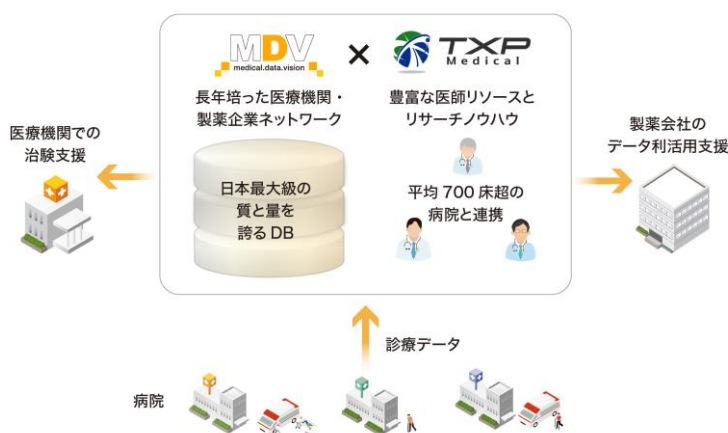 MDV
medical.data.vision
×
TXP
Medical
長年培った医療機関・
製薬企業ネットワーク
豊富な医師リソースと
リサーチノウハウ
医療機関での
治験支援
製薬会社の
データ利活用支援
日本最大級の
質と量を
誇るDB
平均700床超の
病院と連携
診療データ
病院